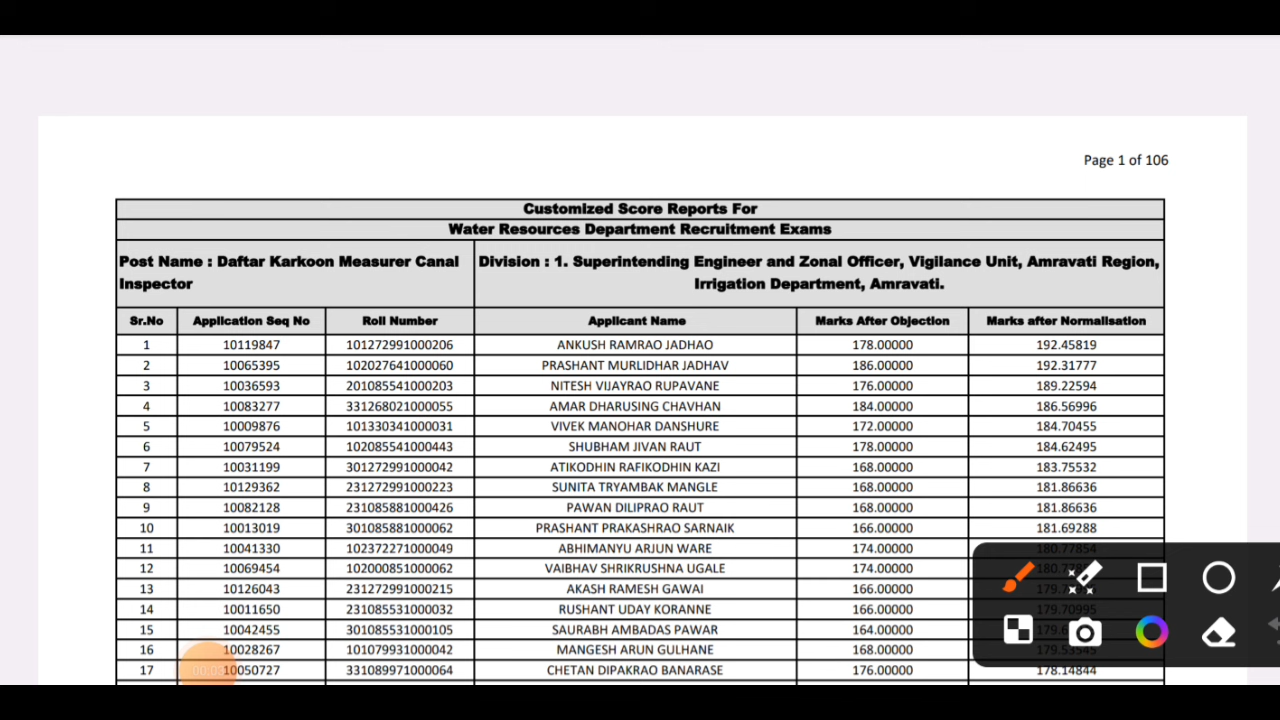 Page 1 of 106
Customized Score Reports For
Water Resources Department Recruitment Exams
Post Name : Daftar Karkoon Measurer Canal Inspector
Division : 1. Superintending Engineer and Zonal Officer, Vigilance Unit, Amravati Region, Irrigation Department, Amravati.
Sr.No Application Seq No Roll Number Applicant Name Marks After Objection Marks after Normalisation
1 10119847 101272991000206 ANKUSH RAMRAO JADHAO 178.00000 192.45819
2 10065395 102027641000060 PRASHANT MURLIDHAR JADHAV 186.00000 192.31777
3 10036593 201085541000203 NITESH VIJAYRAO RUPAVANE 176.00000 189.22594
4 10083277 331268021000055 AMAR DHARUSING CHAVHAN 184.00000 186.56996
5 10009876 101330341000031 VIVEK MANOHAR DANSHURE 172.00000 184.70455
6 10079524 102085541000443 SHUBHAM JIVAN RAUT 178.00000 184.62495
7 10031199 301272991000042 ATIKODHIN RAFIKODHIN KAZI 168.00000 183.75532
8 10129362 231272991000223 SUNITA TRYAMBAK MANGLE 168.00000 181.86636
9 10082128 231085881000426 PAWAN DILIPRAO RAUT 168.00000 181.86636
10 10013019 301085881000062 PRASHANT PRAKASHRAO SARNAIK 166.00000 181.69288
11 10041330 102372271000049 ABHIMANYU ARJUN WARE 174.00000 180.77854
12 10069454 102000851000062 VAIBHAV SHRIKRUSHNA UGALE 174.00000
13 10126043 231272991000215 AKASH RAMESH GAWAI 166.00000
14 10011650 231085531000032 RUSHANT UDAY KORANNE 166.00000 179.70995
15 10042455 301085531000105 SAURABH AMBADAS PAWAR 164.00000
16 10028267 101079931000042 MANGESH ARUN GULHANE 168.00000 179.53545
17 10050727 331089971000064 CHETAN DIPAKRAO BANARASE 176.00000 178.14844